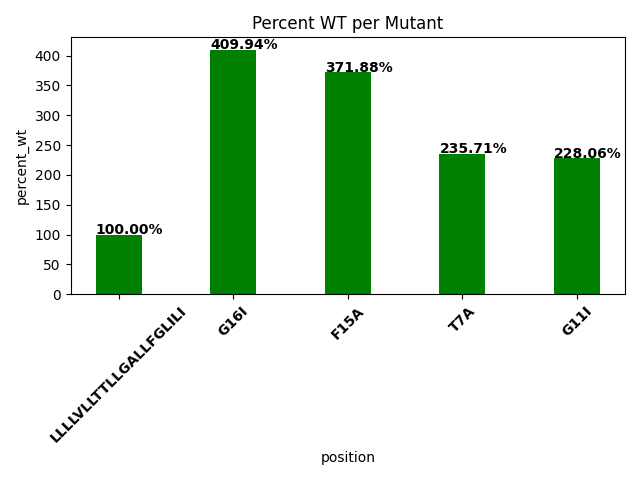 Percent WT per Mutant
percent_wt
400
350
300
250
200
150
100
50
0
100.00%
409.94%
371.88%
235.71%
228.06%
LLLLVLLTTLLGALLFGLILI
G16I
F15A
T7A
G11I
position